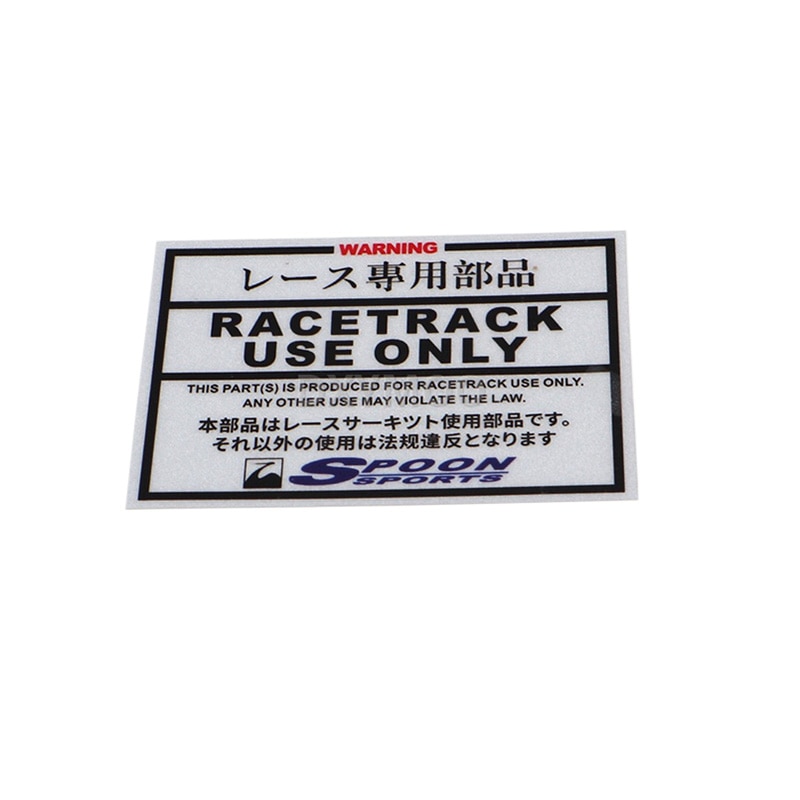 WARNING
レース專用部品
RACETRACK
USE ONLY
THIS PART(S) IS PRODUCED FOR RACETRACK USE ONLY.
ANY OTHER USE MAY VIOLATE THE LAW.
本部品はレースサーキツト使用部品です。
それ以外の使用は法规違反となります
SPOON
SPORTS